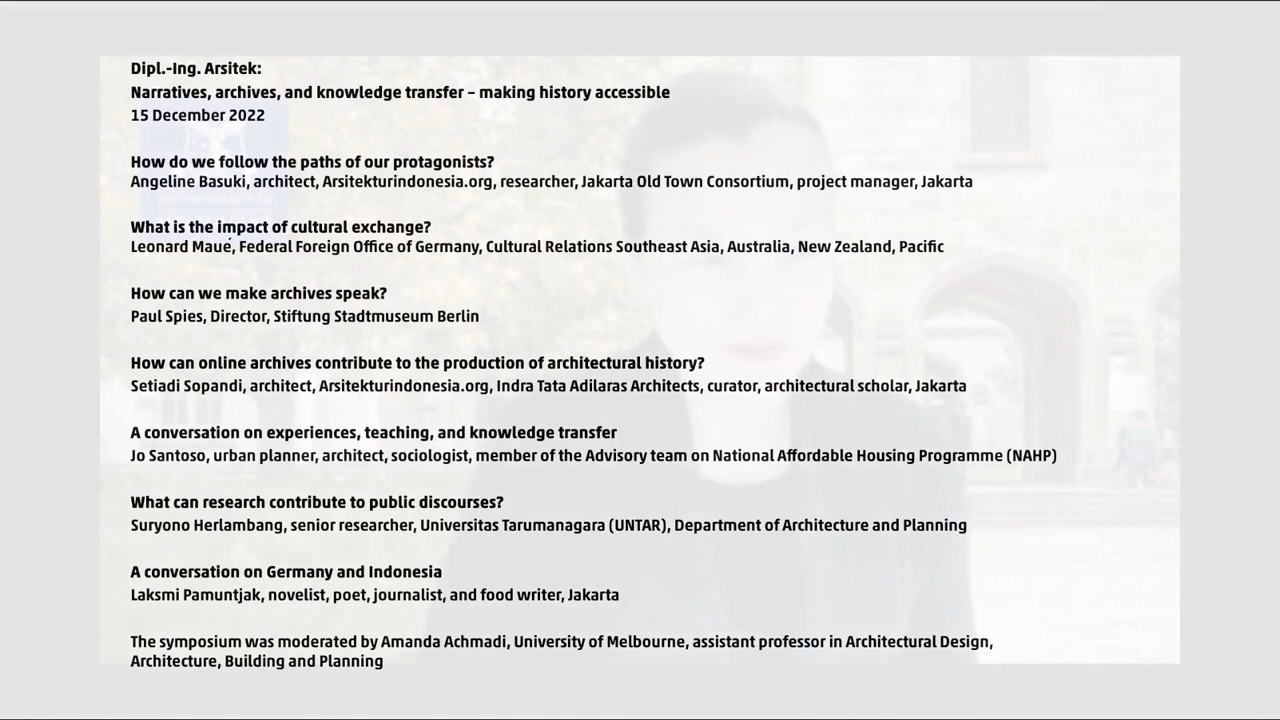 Dipl.-Ing. Arsitek:
Narratives, archives, and knowledge transfer – making history accessible
15 December 2022
How do we follow the paths of our protagonists?
Angeline Basuki, architect, Arsitekturindonesia.org, researcher, Jakarta Old Town Consortium, project manager, Jakarta
What is the impact of cultural exchange?
Leonard Maué, Federal Foreign Office of Germany, Cultural Relations Southeast Asia, Australia, New Zealand, Pacific
How can we make archives speak?
Paul Spies, Director, Stiftung Stadtmuseum Berlin
How can online archives contribute to the production of architectural history?
Setiadi Sopandi, architect, Arsitekturindonesia.org, Indra Tata Adilaras Architects, curator, architectural scholar, Jakarta
A conversation on experiences, teaching, and knowledge transfer
Jo Santoso, urban planner, architect, sociologist, member of the Advisory team on National Affordable Housing Programme (NAHP)
What can research contribute to public discourses?
Suryono Herlambang, senior researcher, Universitas Tarumanagara (UNTAR), Department of Architecture and Planning
A conversation on Germany and Indonesia
Laksmi Pamuntjak, novelist, poet, journalist, and food writer, Jakarta
The symposium was moderated by Amanda Achmadi, University of Melbourne, assistant professor in Architectural Design,
Architecture, Building and Planning